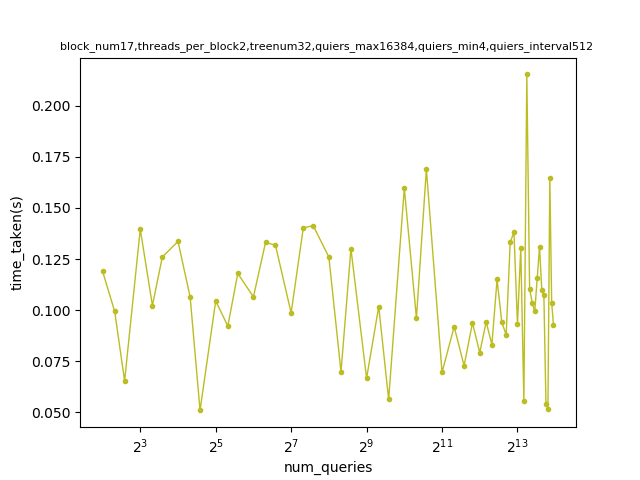 block_num17,threads_per_block2,treenum32,quiers_max16384,quiers_min4,quiers_interval512
time_taken(s)
0.200
0.175
0.150
0.125
0.100
0.075
0.050
2^3 2^5 2^7 2^9 2^11 2^13
num_queries